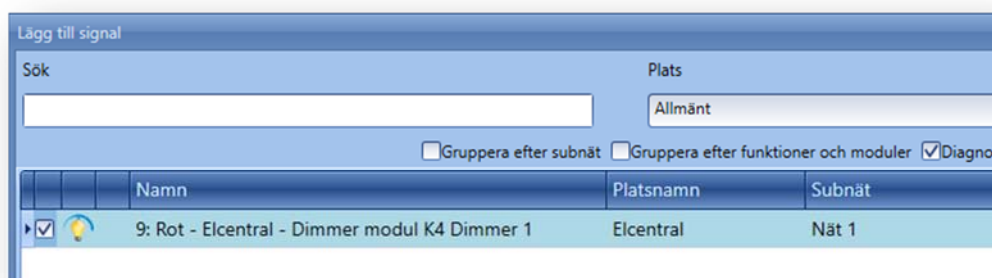 Lägg till signal
Sök Plats
Allmänt
Gruppera efter subnät Gruppera efter funktioner och moduler
Namn Platsnamn Subnät
9: Rot - Elcentral - Dimmer modul K4 Dimmer 1 Elcentral Nät 1